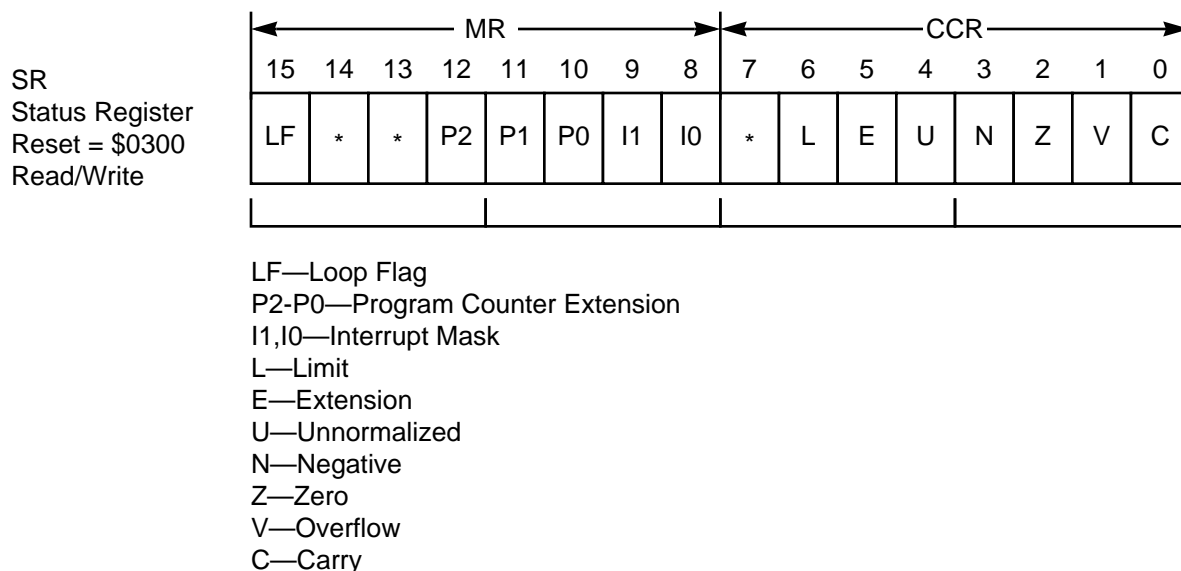 MR CCR
SR
Status Register
Reset = $0300
Read/Write
15 14 13 12 11 10 9 8 7 6 5 4 3 2 1 0
LF * * P2 P1 P0 I1 I0 * L E U N Z V C
LF—Loop Flag
P2-P0—Program Counter Extension
I1,I0—Interrupt Mask
L—Limit
E—Extension
U—Unnormalized
N—Negative
Z—Zero
V—Overflow
C—Carry